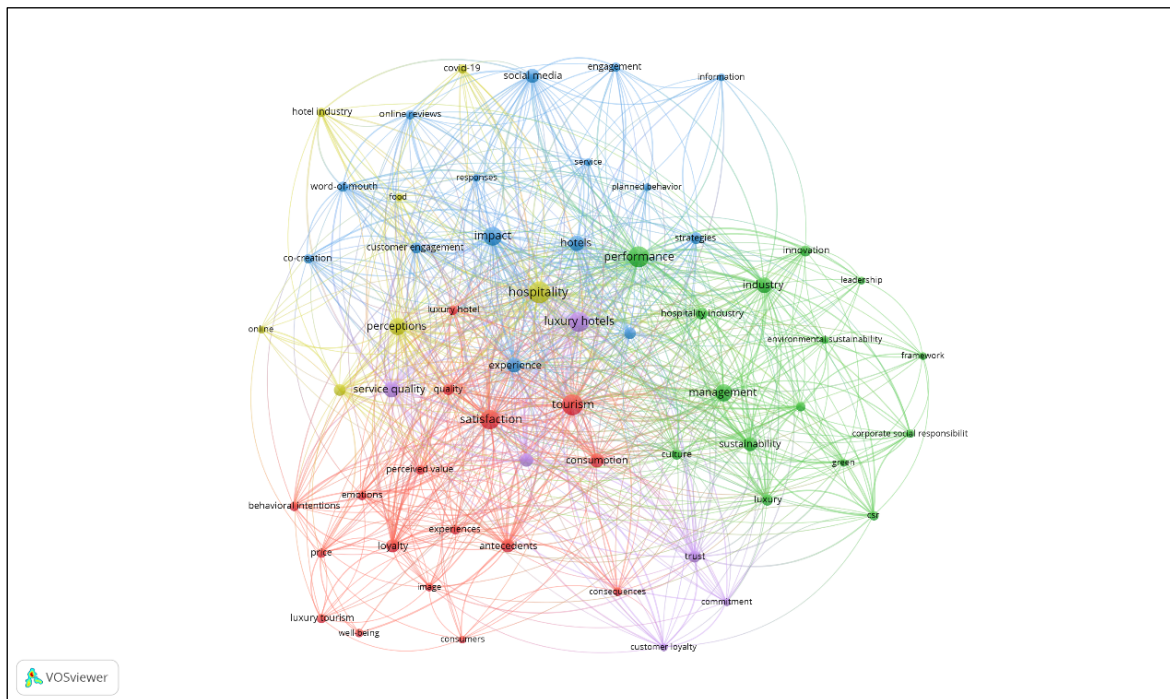 covid-19
social media
engagement
information
hotel industry
online reviews
service
responses
planned behavior
word-of-mouth
food
impact
hotels
strategies
customer engagement
co-creation
performance
innovation
leadership
industry
hospitality
luxury hotel
luxury hotels
hospitality industry
online
perceptions
environmental sustainability
framework
experience
service quality
quality
management
tourism
satisfaction
corporate social responsibilit
sustainability
culture
consumption
green
perceived value
emotions
behavioral intentions
luxury
csr
experiences
price
loyalty
antecedents
trust
image
consequences
commitment
luxury tourism
well-being
consumers
customer loyalty
VOSviewer